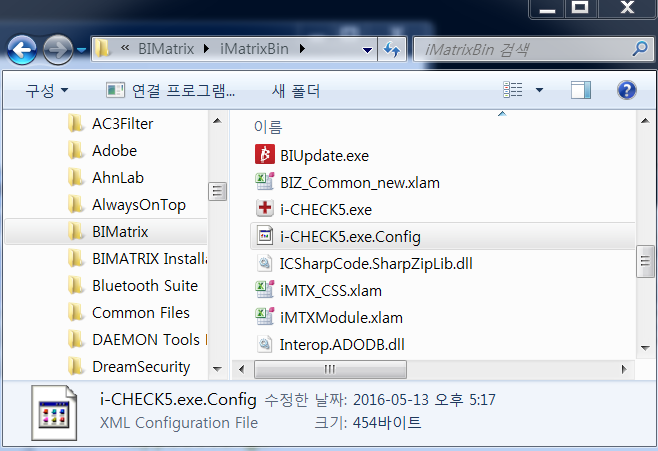 « BIMatrix ▸ iMatrixBin ▸
iMatrixBin 검색
구성 ▾
연결 프로그램...
새 폴더
AC3Filter
Adobe
AhnLab
AlwaysOnTop
BIMatrix
BIMATRIX Installa
Bluetooth Suite
Common Files
DAEMON Tools
DreamSecurity
이름
BIUpdate.exe
BIZ_Common_new.xlam
i-CHECK5.exe
i-CHECK5.exe.Config
ICSharpCode.SharpZipLib.dll
iMTX_CSS.xlam
iMTXModule.xlam
Interop.ADODB.dll
i-CHECK5.exe.Config 수정한 날짜: 2016-05-13 오후 5:17
XML Configuration File 크기: 454바이트